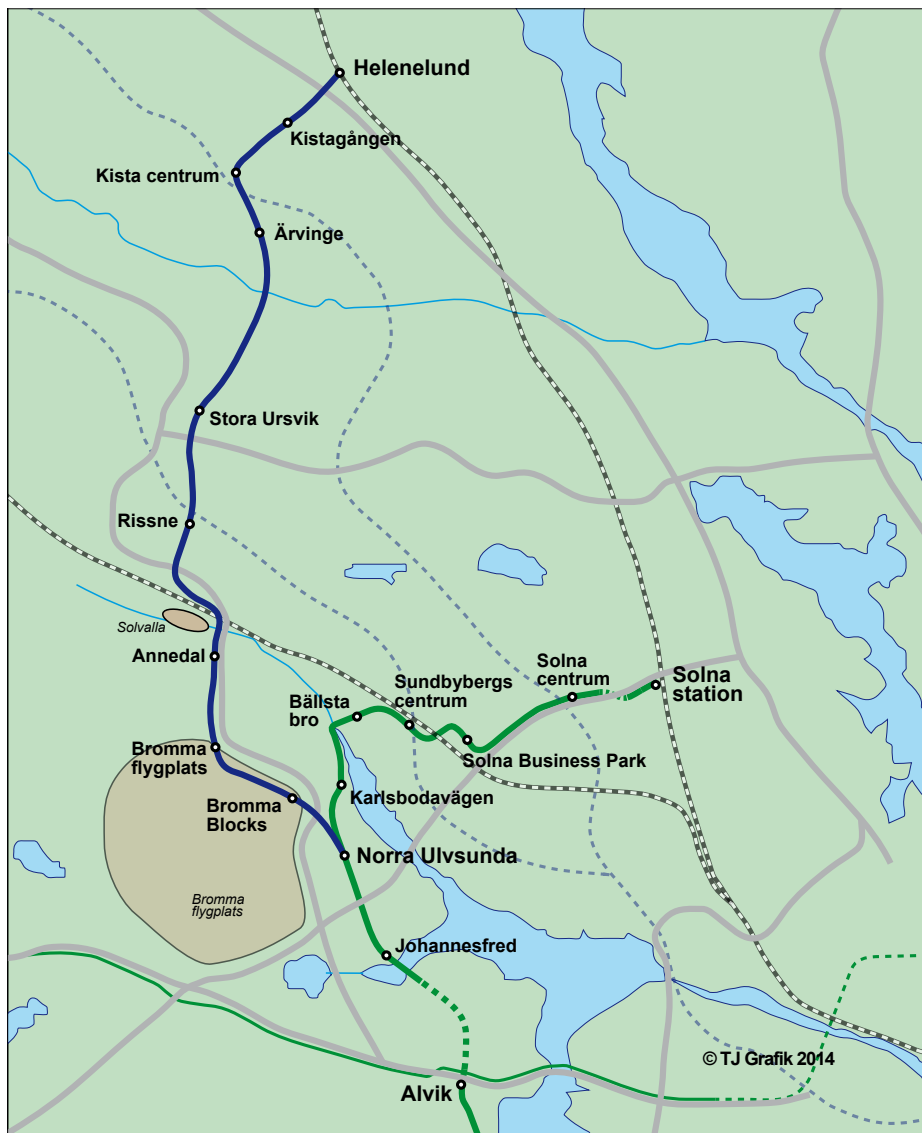 Helenelund
Kistagången
Kista centrum
Ärvinge
Stora Ursvik
Rissne
Solvalla
Annedal
Solna
centrum
Solna
station
Sundbybergs
centrum
Bällsta
bro
Bromma
flygplats
Solna Business Park
Karlsbodavägen
Bromma
Blocks
Norra Ulvsunda
Bromma
flygplats
Johannesfred
© TJ Grafik 2014
Alvik